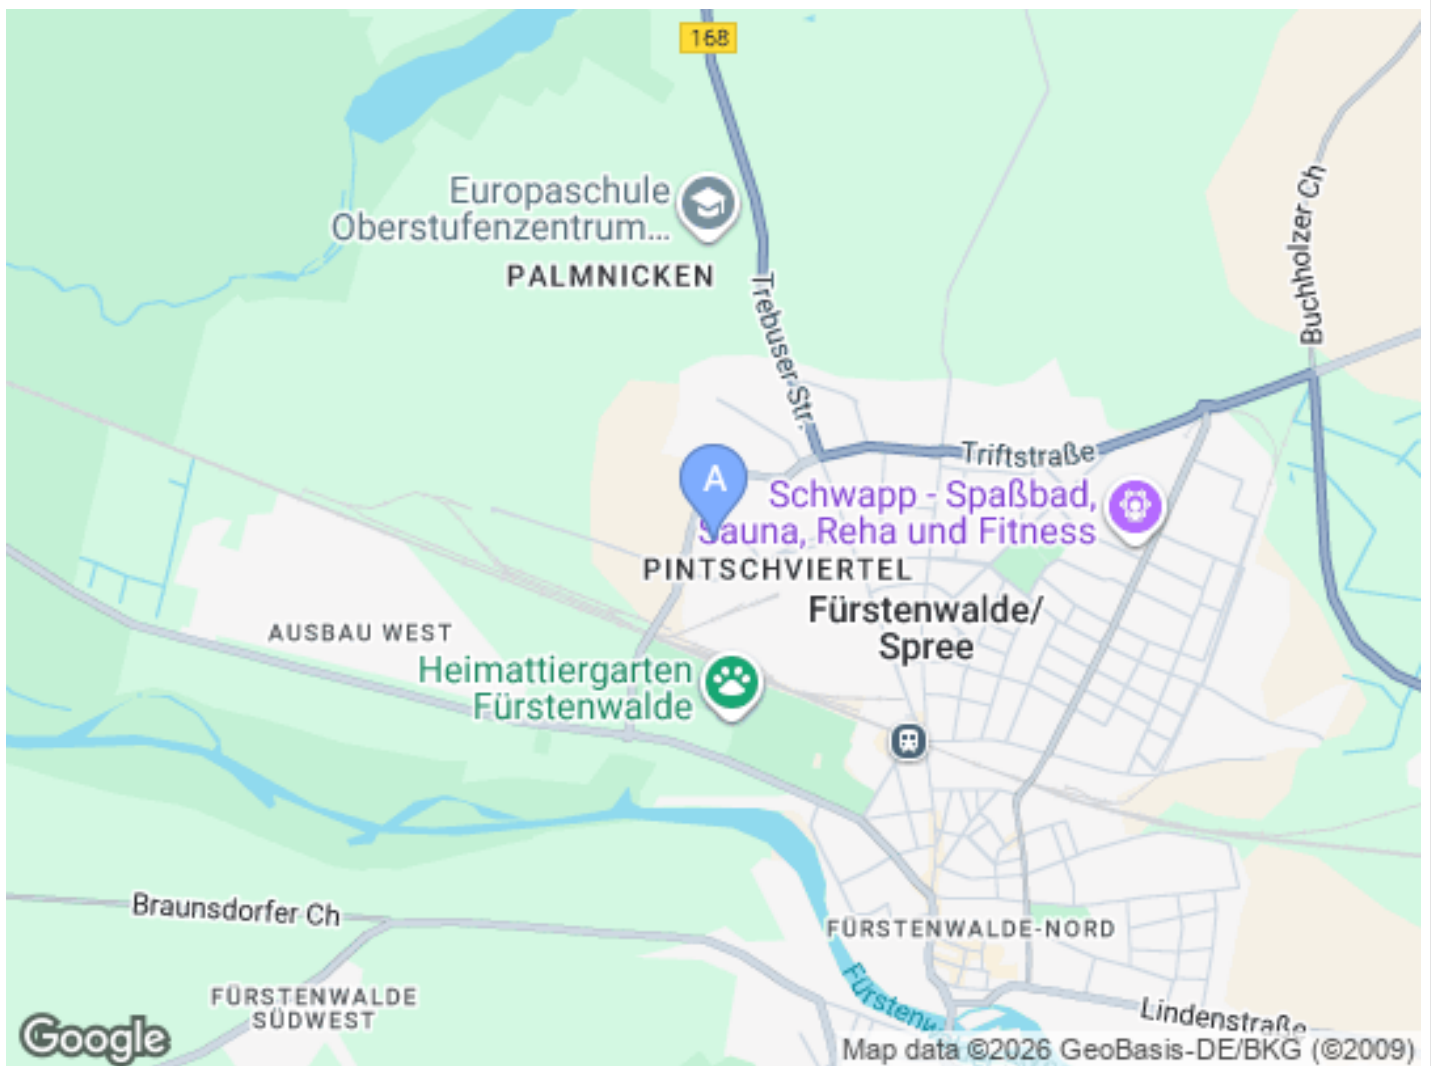 168
Europaschule
Oberstufenzentrum...
PALMNICKEN
Trebuser Str.
Buchholzer Ch
Triftstraße
A
Schwapp - Spaßbad,
Sauna, Reha und Fitness
PINTSCHVIERTEL
Fürstenwalde/
Spree
AUSBAU WEST
Heimattiergarten
Fürstenwalde
Braunsdorfer Ch
FÜRSTENWALDE-NORD
FÜRSTENWALDE
SÜDWEST
Lindenstraße
Google
Map data ©2026 GeoBasis-DE/BKG (©2009)